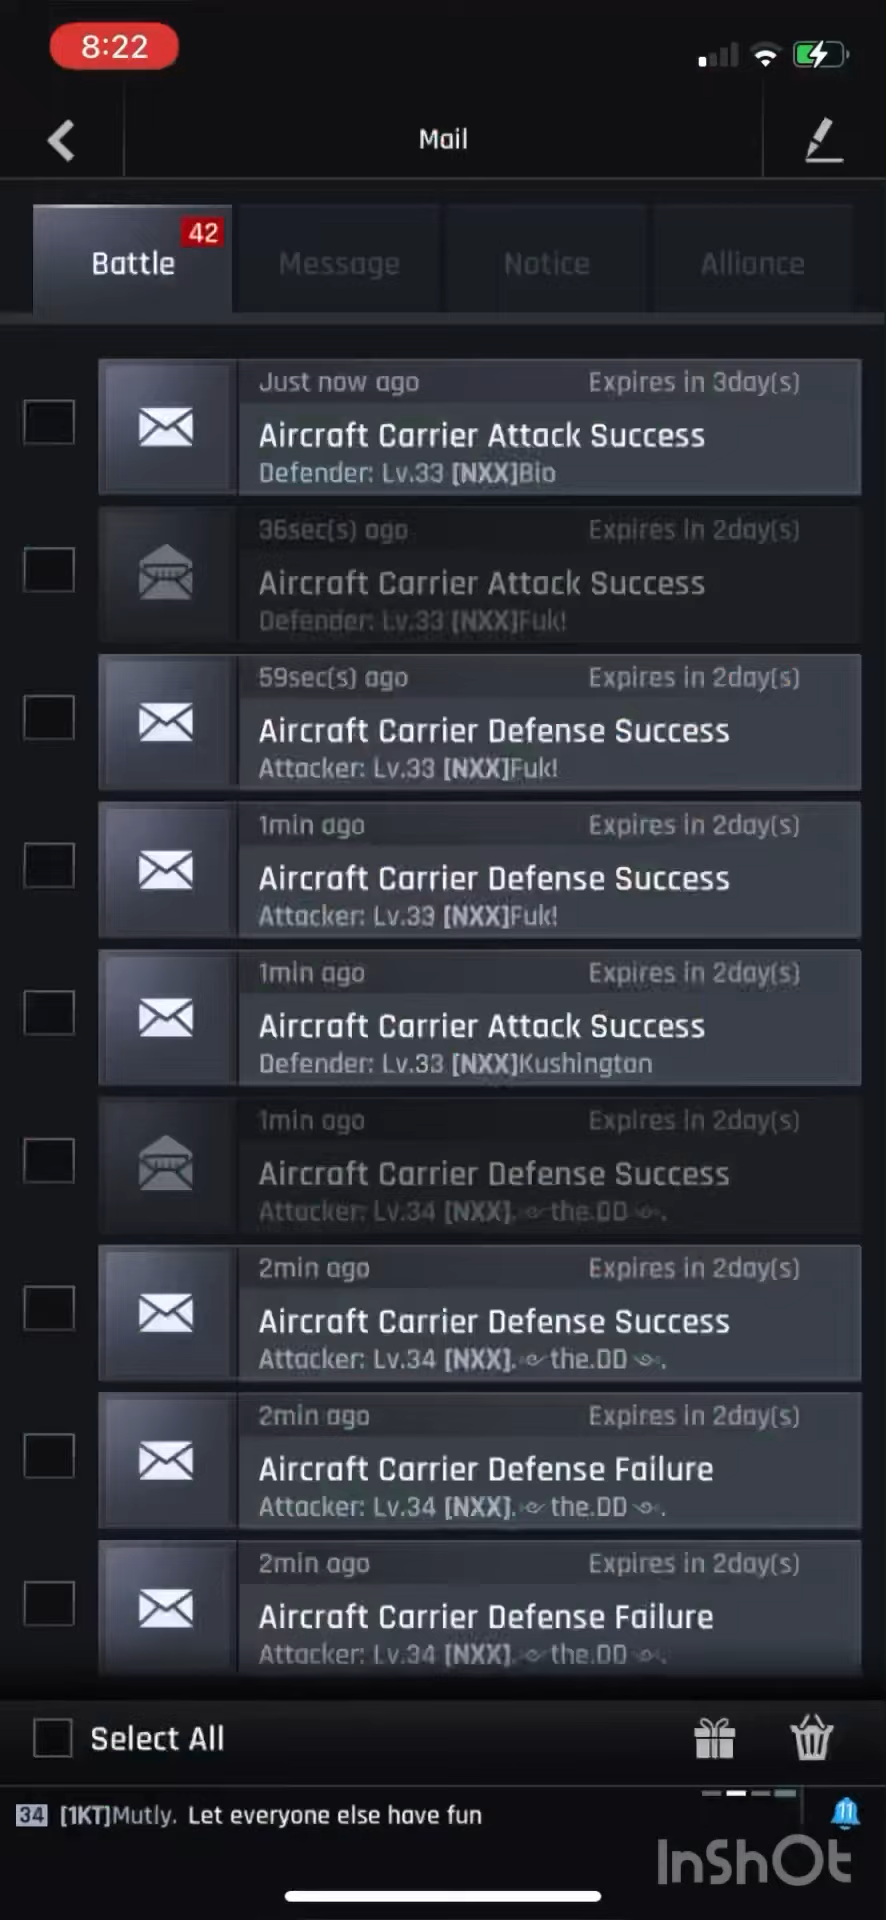 8:22
Mail
Battle 42 Message Notice Alliance
Just now ago Expires in 3day(s)
Aircraft Carrier Attack Success
Defender: Lv.33 [NXX]Bio
36sec(s) ago Expires in 2day(s)
Aircraft Carrier Attack Success
Defender: Lv.33 [NXX]Fuk!
59sec(s) ago Expires in 2day(s)
Aircraft Carrier Defense Success
Attacker: Lv.33 [NXX]Fuk!
1min ago Expires in 2day(s)
Aircraft Carrier Defense Success
Attacker: Lv.33 [NXX]Fuk!
1min ago Expires in 2day(s)
Aircraft Carrier Attack Success
Defender: Lv.33 [NXX]Kushington
1min ago Expires in 2day(s)
Aircraft Carrier Defense Success
Attacker: Lv.34 [NXX].࿐the.DD࿐.
2min ago Expires in 2day(s)
Aircraft Carrier Defense Success
Attacker: Lv.34 [NXX].࿐the.DD࿐.
2min ago Expires in 2day(s)
Aircraft Carrier Defense Failure
Attacker: Lv.34 [NXX].࿐the.DD࿐.
2min ago Expires in 2day(s)
Aircraft Carrier Defense Failure
Attacker: Lv.34 [NXX].࿐the.DD࿐.
Select All
34 [1KT]Mutly. Let everyone else have fun 11
InShOt